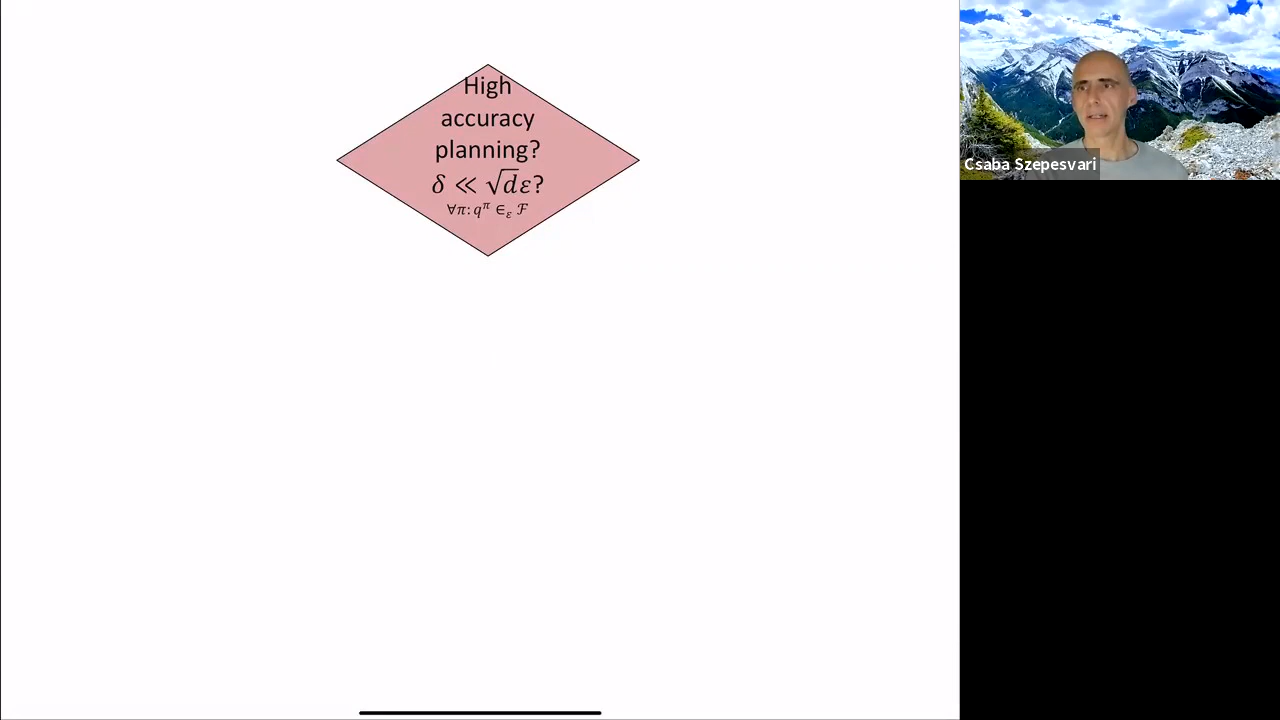 High
accuracy
planning?
δ ≪ √dε?
∀π: q^π ∈_ε ℱ
Csaba Szepesvari